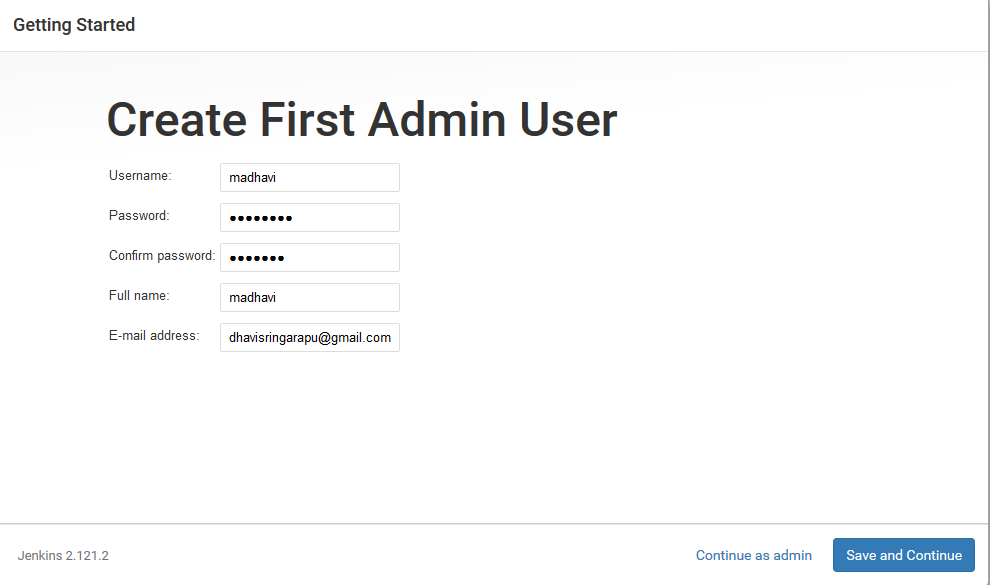 Getting Started
Create First Admin User
Username: madhavi
Password: ••••••••
Confirm password: •••••••
Full name: madhavi
E-mail address: dhavisringarapu@gmail.com
Jenkins 2.121.2 Continue as admin Save and Continue